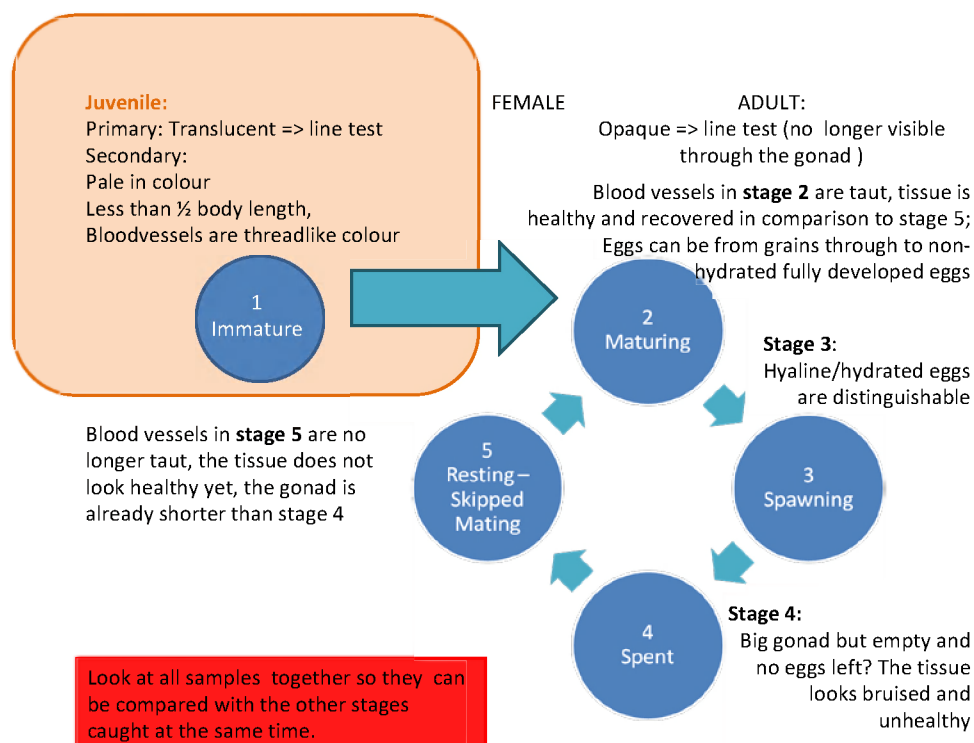 Juvenile:
Primary: Translucent => line test
Secondary:
Pale in colour
Less than ½ body length,
Bloodvessels are threadlike colour
1
Immature
FEMALE
ADULT:
Opaque => line test (no longer visible
through the gonad )
Blood vessels in stage 2 are taut, tissue is
healthy and recovered in comparison to stage 5;
Eggs can be from grains through to non-
hydrated fully developed eggs
2
Maturing
Stage 3:
Hyaline/hydrated eggs
are distinguishable
3
Spawning
Blood vessels in stage 5 are no
longer taut, the tissue does not
look healthy yet, the gonad is
already shorter than stage 4
5
Resting –
Skipped
Mating
4
Spent
Stage 4:
Big gonad but empty and
no eggs left? The tissue
looks bruised and
unhealthy
Look at all samples together so they can
be compared with the other stages
caught at the same time.